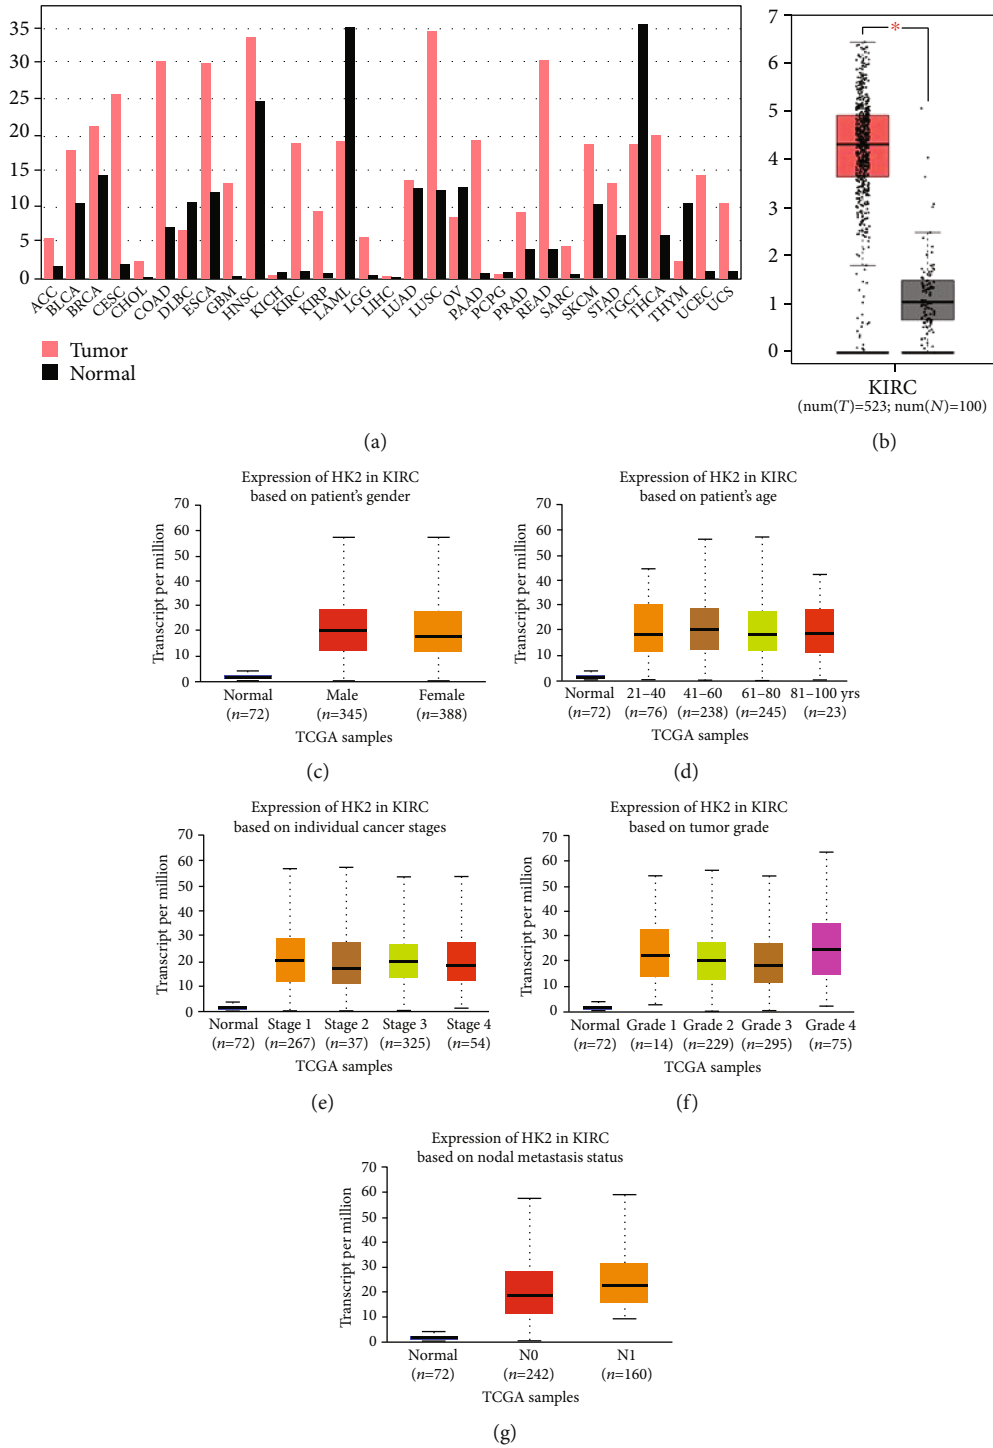 35
30
25
20
15
10
5
0
ACC
BLCA
BRCA
CESC
CHOL
COAD
DLBC
ESCA
GBM
HNSC
KICH
KIRC
KIRP
LAML
LGG
LIHC
LUAD
LUSC
OV
PAAD
PCPG
PRAD
READ
SARC
SKCM
STAD
TGCT
THCA
THYM
UCEC
UCS
Tumor
Normal
(a)
7
6
5
4
3
2
1
0
*
KIRC
(num(T)=523; num(N)=100)
(b)
Expression of HK2 in KIRC
based on patient's gender
Transcript per million
70
60
50
40
30
20
10
0
Normal Male Female
(n=72) (n=345) (n=388)
TCGA samples
(c)
Expression of HK2 in KIRC
based on patient's age
Transcript per million
70
60
50
40
30
20
10
0
Normal 21–40 41–60 61–80 81–100 yrs
(n=72) (n=76) (n=238) (n=245) (n=23)
TCGA samples
(d)
Expression of HK2 in KIRC
based on individual cancer stages
Transcript per million
70
60
50
40
30
20
10
0
Normal Stage 1 Stage 2 Stage 3 Stage 4
(n=72) (n=267) (n=37) (n=325) (n=54)
TCGA samples
(e)
Expression of HK2 in KIRC
based on tumor grade
Transcript per million
70
60
50
40
30
20
10
0
Normal Grade 1 Grade 2 Grade 3 Grade 4
(n=72) (n=14) (n=229) (n=295) (n=75)
TCGA samples
(f)
Expression of HK2 in KIRC
based on nodal metastasis status
Transcript per million
70
60
50
40
30
20
10
0
Normal N0 N1
(n=72) (n=242) (n=160)
TCGA samples
(g)